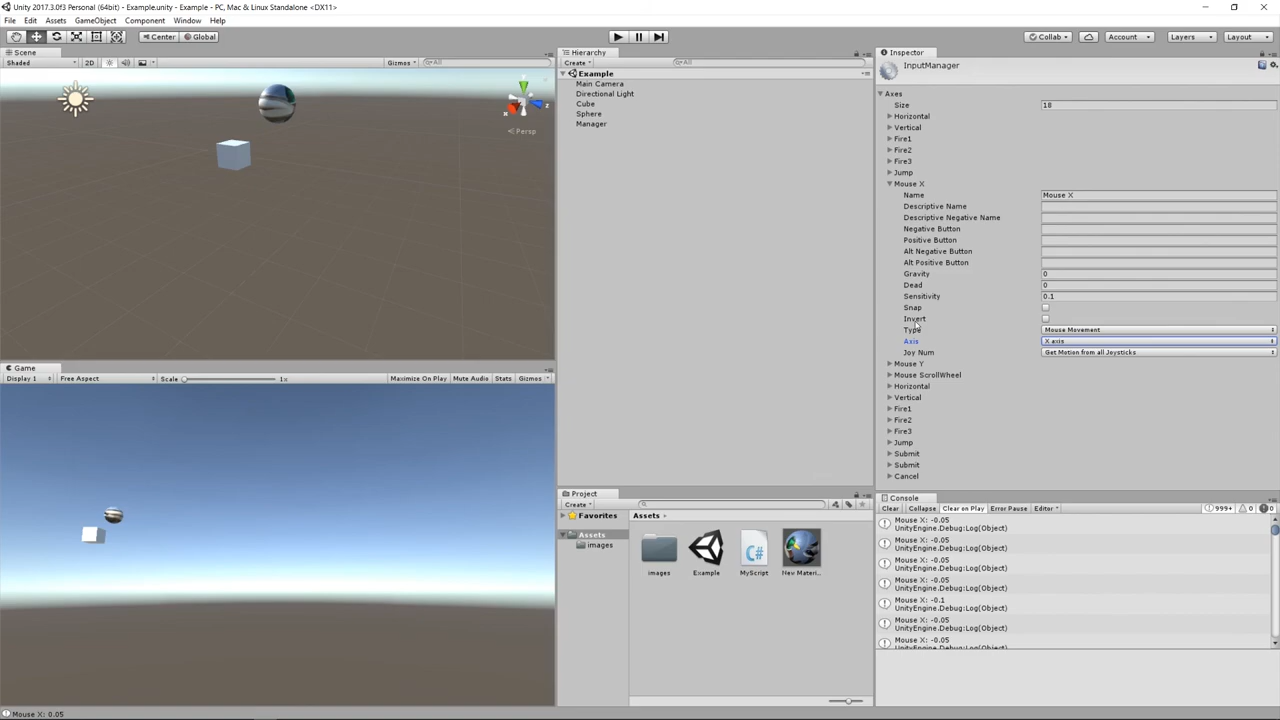 Unity 2017.3.0f3 Personal (64bit) - Example.unity - Example - PC, Mac & Linux Standalone <DX11>
File Edit Assets GameObject Component Window Help
Center Global Collab Account Layers Layout
Scene
Shaded 2D Gizmos All
x z
Persp
Game
Display 1 Free Aspect Scale 1x Maximize On Play Mute Audio Stats Gizmos
Hierarchy
Create All
Example
Main Camera
Directional Light
Cube
Sphere
Manager
Project
Create
Favorites
Assets
images
Assets
images Example MyScript New Materi...
Inspector
InputManager
Axes
Size 18
Horizontal
Vertical
Fire1
Fire2
Fire3
Jump
Mouse X
Name Mouse X
Descriptive Name
Descriptive Negative Name
Negative Button
Positive Button
Alt Negative Button
Alt Positive Button
Gravity 0
Dead 0
Sensitivity 0.1
Snap
Invert
Type Mouse Movement
Axis X axis
Joy Num Get Motion from all Joysticks
Mouse Y
Mouse ScrollWheel
Horizontal
Vertical
Fire1
Fire2
Fire3
Jump
Submit
Submit
Cancel
Console
Clear Collapse Clear on Play Error Pause Editor 999+ 0 0
Mouse X: -0.05
UnityEngine.Debug:Log(Object)
Mouse X: -0.05
UnityEngine.Debug:Log(Object)
Mouse X: -0.05
UnityEngine.Debug:Log(Object)
Mouse X: -0.05
UnityEngine.Debug:Log(Object)
Mouse X: -0.1
UnityEngine.Debug:Log(Object)
Mouse X: -0.05
UnityEngine.Debug:Log(Object)
Mouse X: -0.05
Mouse X: 0.05